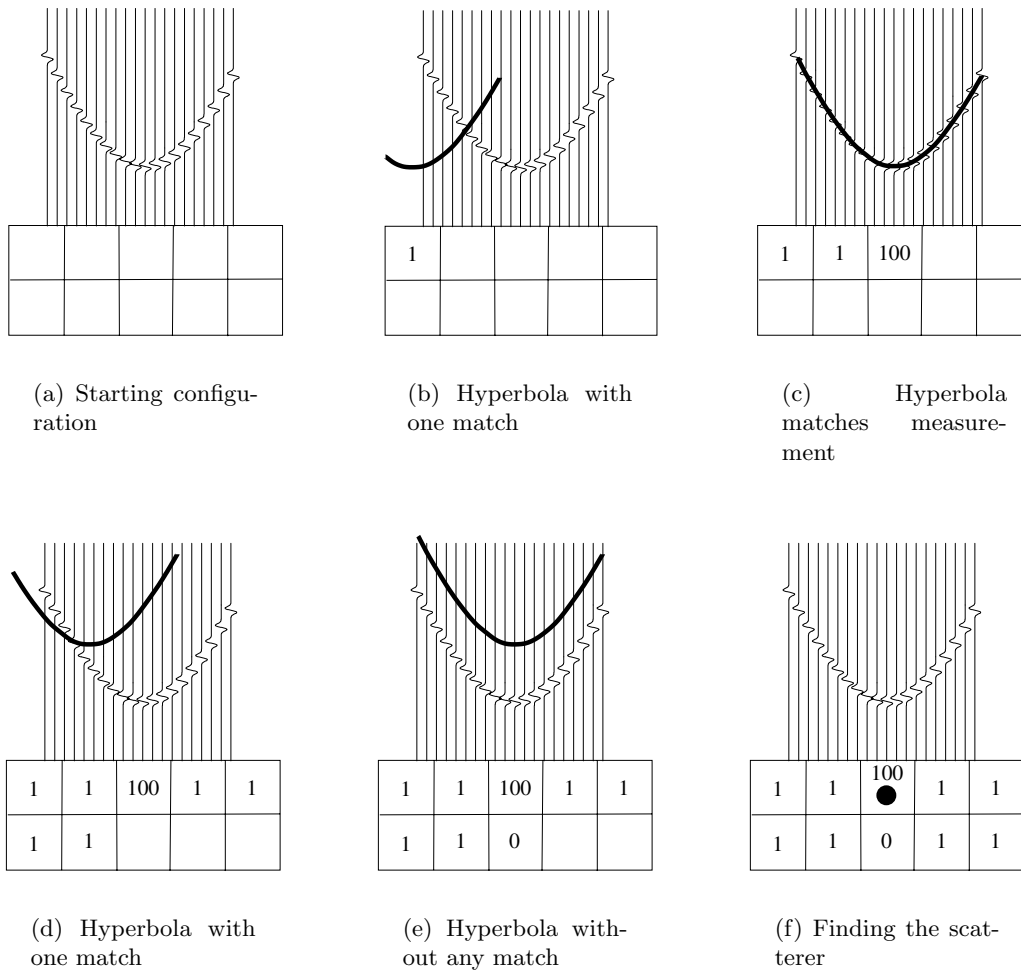 (a) Starting configu-
ration
1
(b) Hyperbola with
one match
1 1 100
(c) Hyperbola
matches measure-
ment
1 1 100 1 1
1 1
(d) Hyperbola with
one match
1 1 100 1 1
1 1 0
(e) Hyperbola with-
out any match
1 1 100 1 1
1 1 0 1 1
(f) Finding the scat-
terer